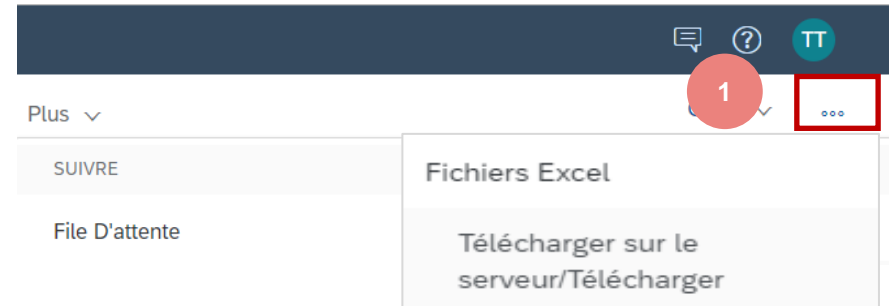 TT
1
Plus
SUIVRE
Fichiers Excel
File D'attente
Télécharger sur le
serveur/Télécharger